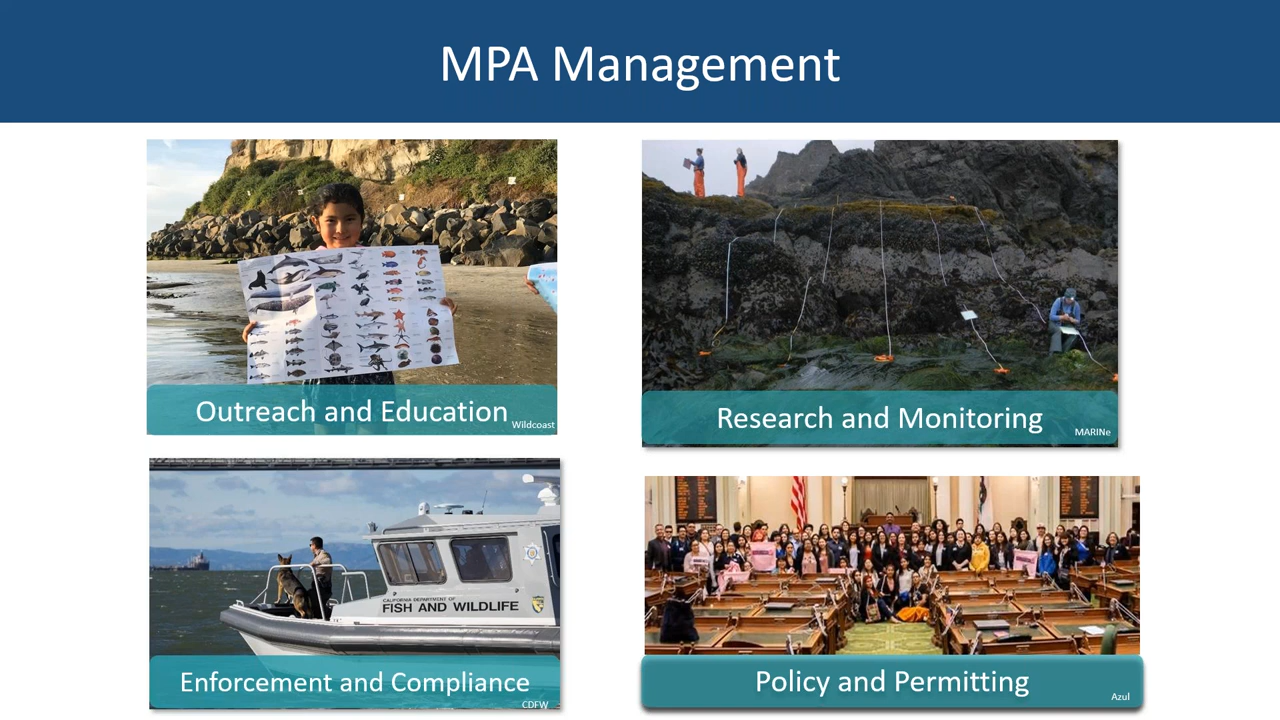 MPA Management
Outreach and Education
Wildcoast
Research and Monitoring
MARINe
CALIFORNIA DEPARTMENT OF
FISH AND WILDLIFE
Enforcement and Compliance
CDFW
Policy and Permitting
Azul